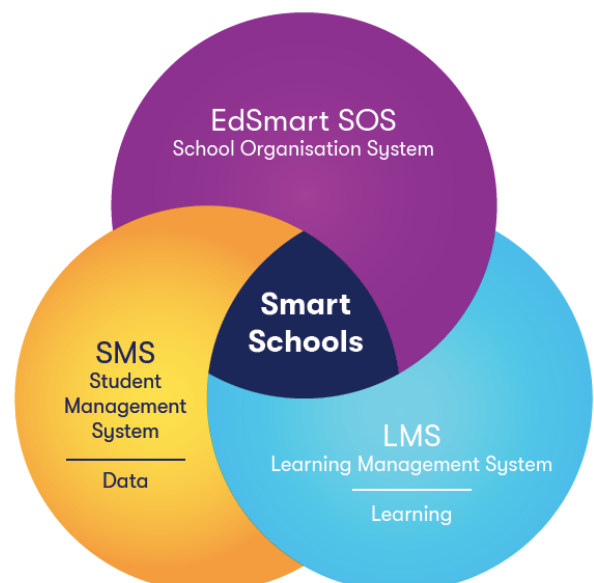 EdSmart SOS
School Organisation System
Smart
Schools
SMS
Student
Management
System
Data
LMS
Learning Management System
Learning